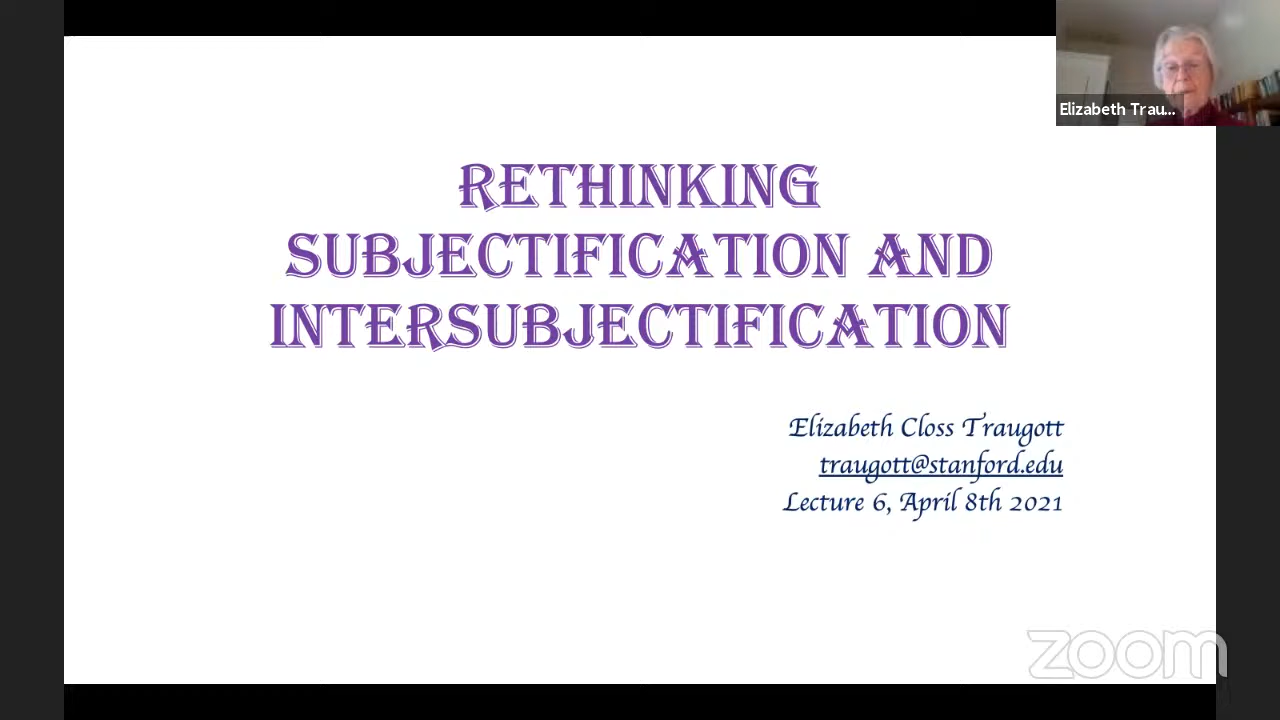 Elizabeth Trau...
RETHINKING
SUBJECTIFICATION AND
INTERSUBJECTIFICATION
Elizabeth Closs Traugott
traugott@stanford.edu
Lecture 6, April 8th 2021
zoom